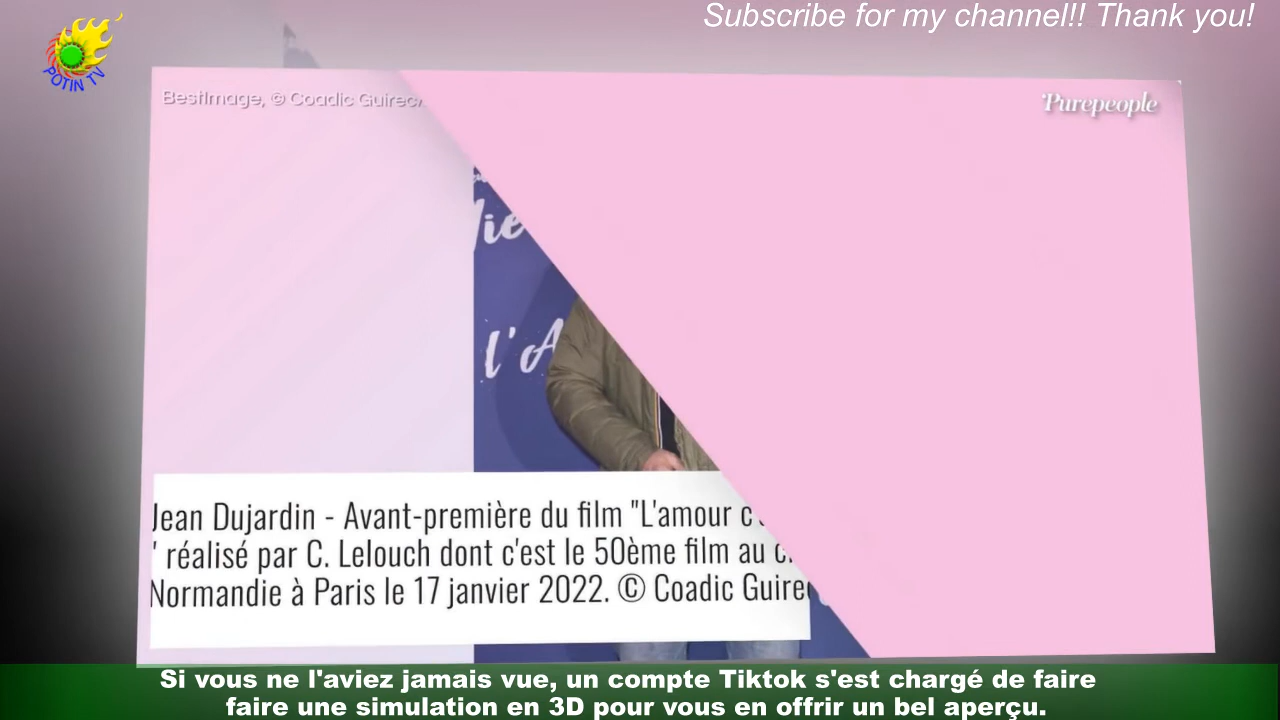 Subscribe for my channel!! Thank you!
POTIN TV
BestImage, © Coadic Guirec
Purepeople
l'A
Jean Dujardin - Avant-première du film "L'amour c'
" réalisé par C. Lelouch dont c'est le 50ème film au c
Normandie à Paris le 17 janvier 2022. © Coadic Guirec
Si vous ne l'aviez jamais vue, un compte Tiktok s'est chargé de faire
faire une simulation en 3D pour vous en offrir un bel aperçu.